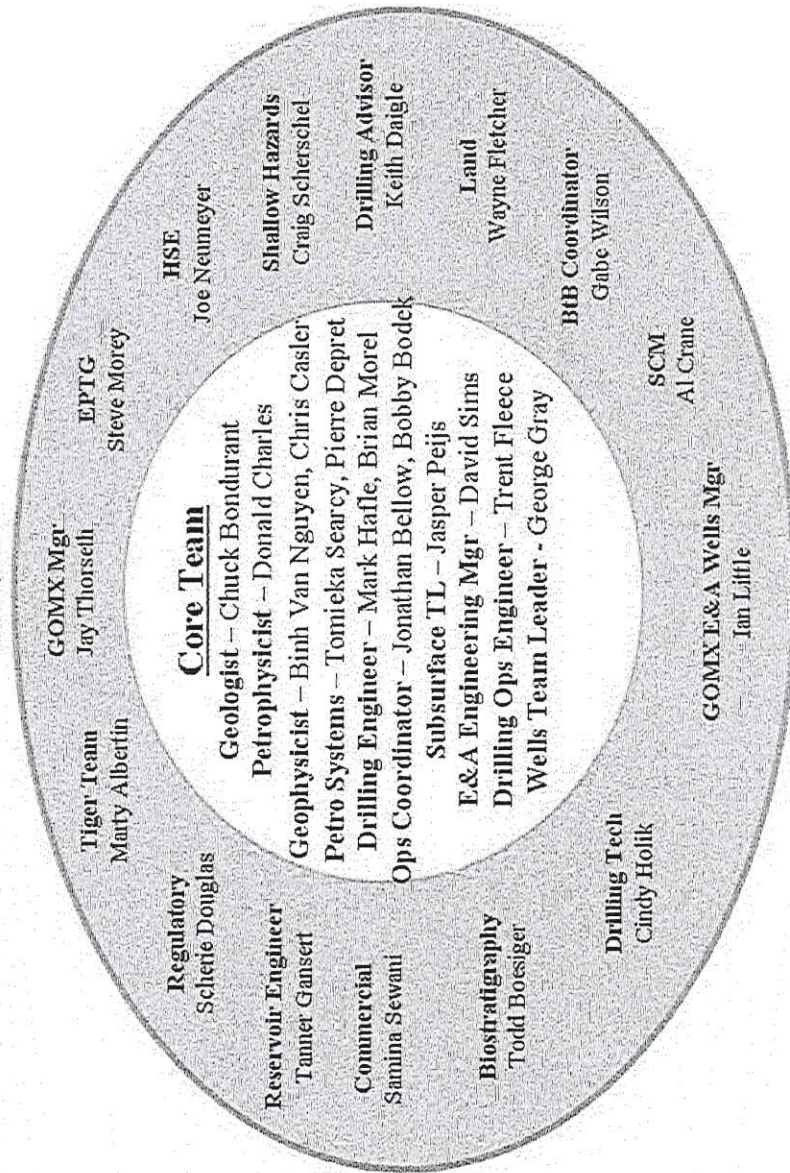 GOMX Mgr
Jay Thorseth
Tiger Team
Marty Albertin
EPTG
Steve Morey
Regulatory
Scherie Douglas
HSE
Joe Neumeyer
Reservoir Engineer
Tanner Gansert
Shallow Hazards
Craig Scherschel
Commercial
Samina Sewani
Drilling Advisor
Keith Daigle
Biostratigraphy
Todd Boesiger
Land
Wayne Fletcher
Drilling Tech
Cindy Holik
BtB Coordinator
Gabe Wilson
GOMX E&A Wells Mgr
Ian Little
SCM
Al Crane
Core Team
Geologist – Chuck Bondurant
Petrophysicist – Donald Charles
Geophysicist – Binh Van Nguyen, Chris Casler
Petro Systems – Tomieka Searcy, Pierre Depret
Drilling Engineer – Mark Hafle, Brian Morel
Ops Coordinator – Jonathan Bellow, Bobby Bodek
Subsurface TL – Jasper Peijs
E&A Engineering Mgr – David Sims
Drilling Ops Engineer – Trent Fleece
Wells Team Leader - George Gray